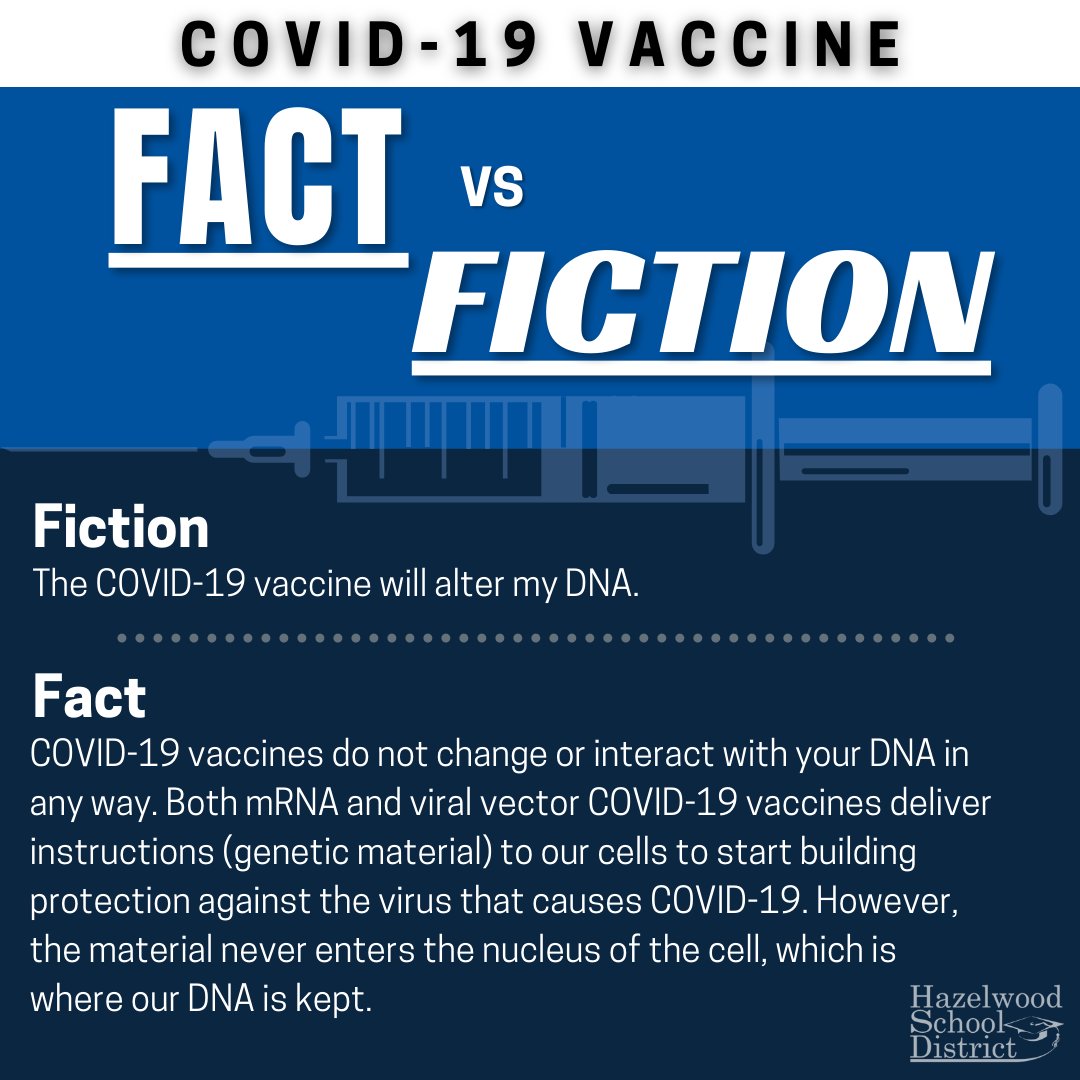 COVID-19 VACCINE
FACT
vs
FICTION
Fiction
The COVID-19 vaccine will alter my DNA.
Fact
COVID-19 vaccines do not change or interact with your DNA in
any way. Both mRNA and viral vector COVID-19 vaccines deliver
instructions (genetic material) to our cells to start building
protection against the virus that causes COVID-19. However,
the material never enters the nucleus of the cell, which is
where our DNA is kept.
Hazelwood
School
District